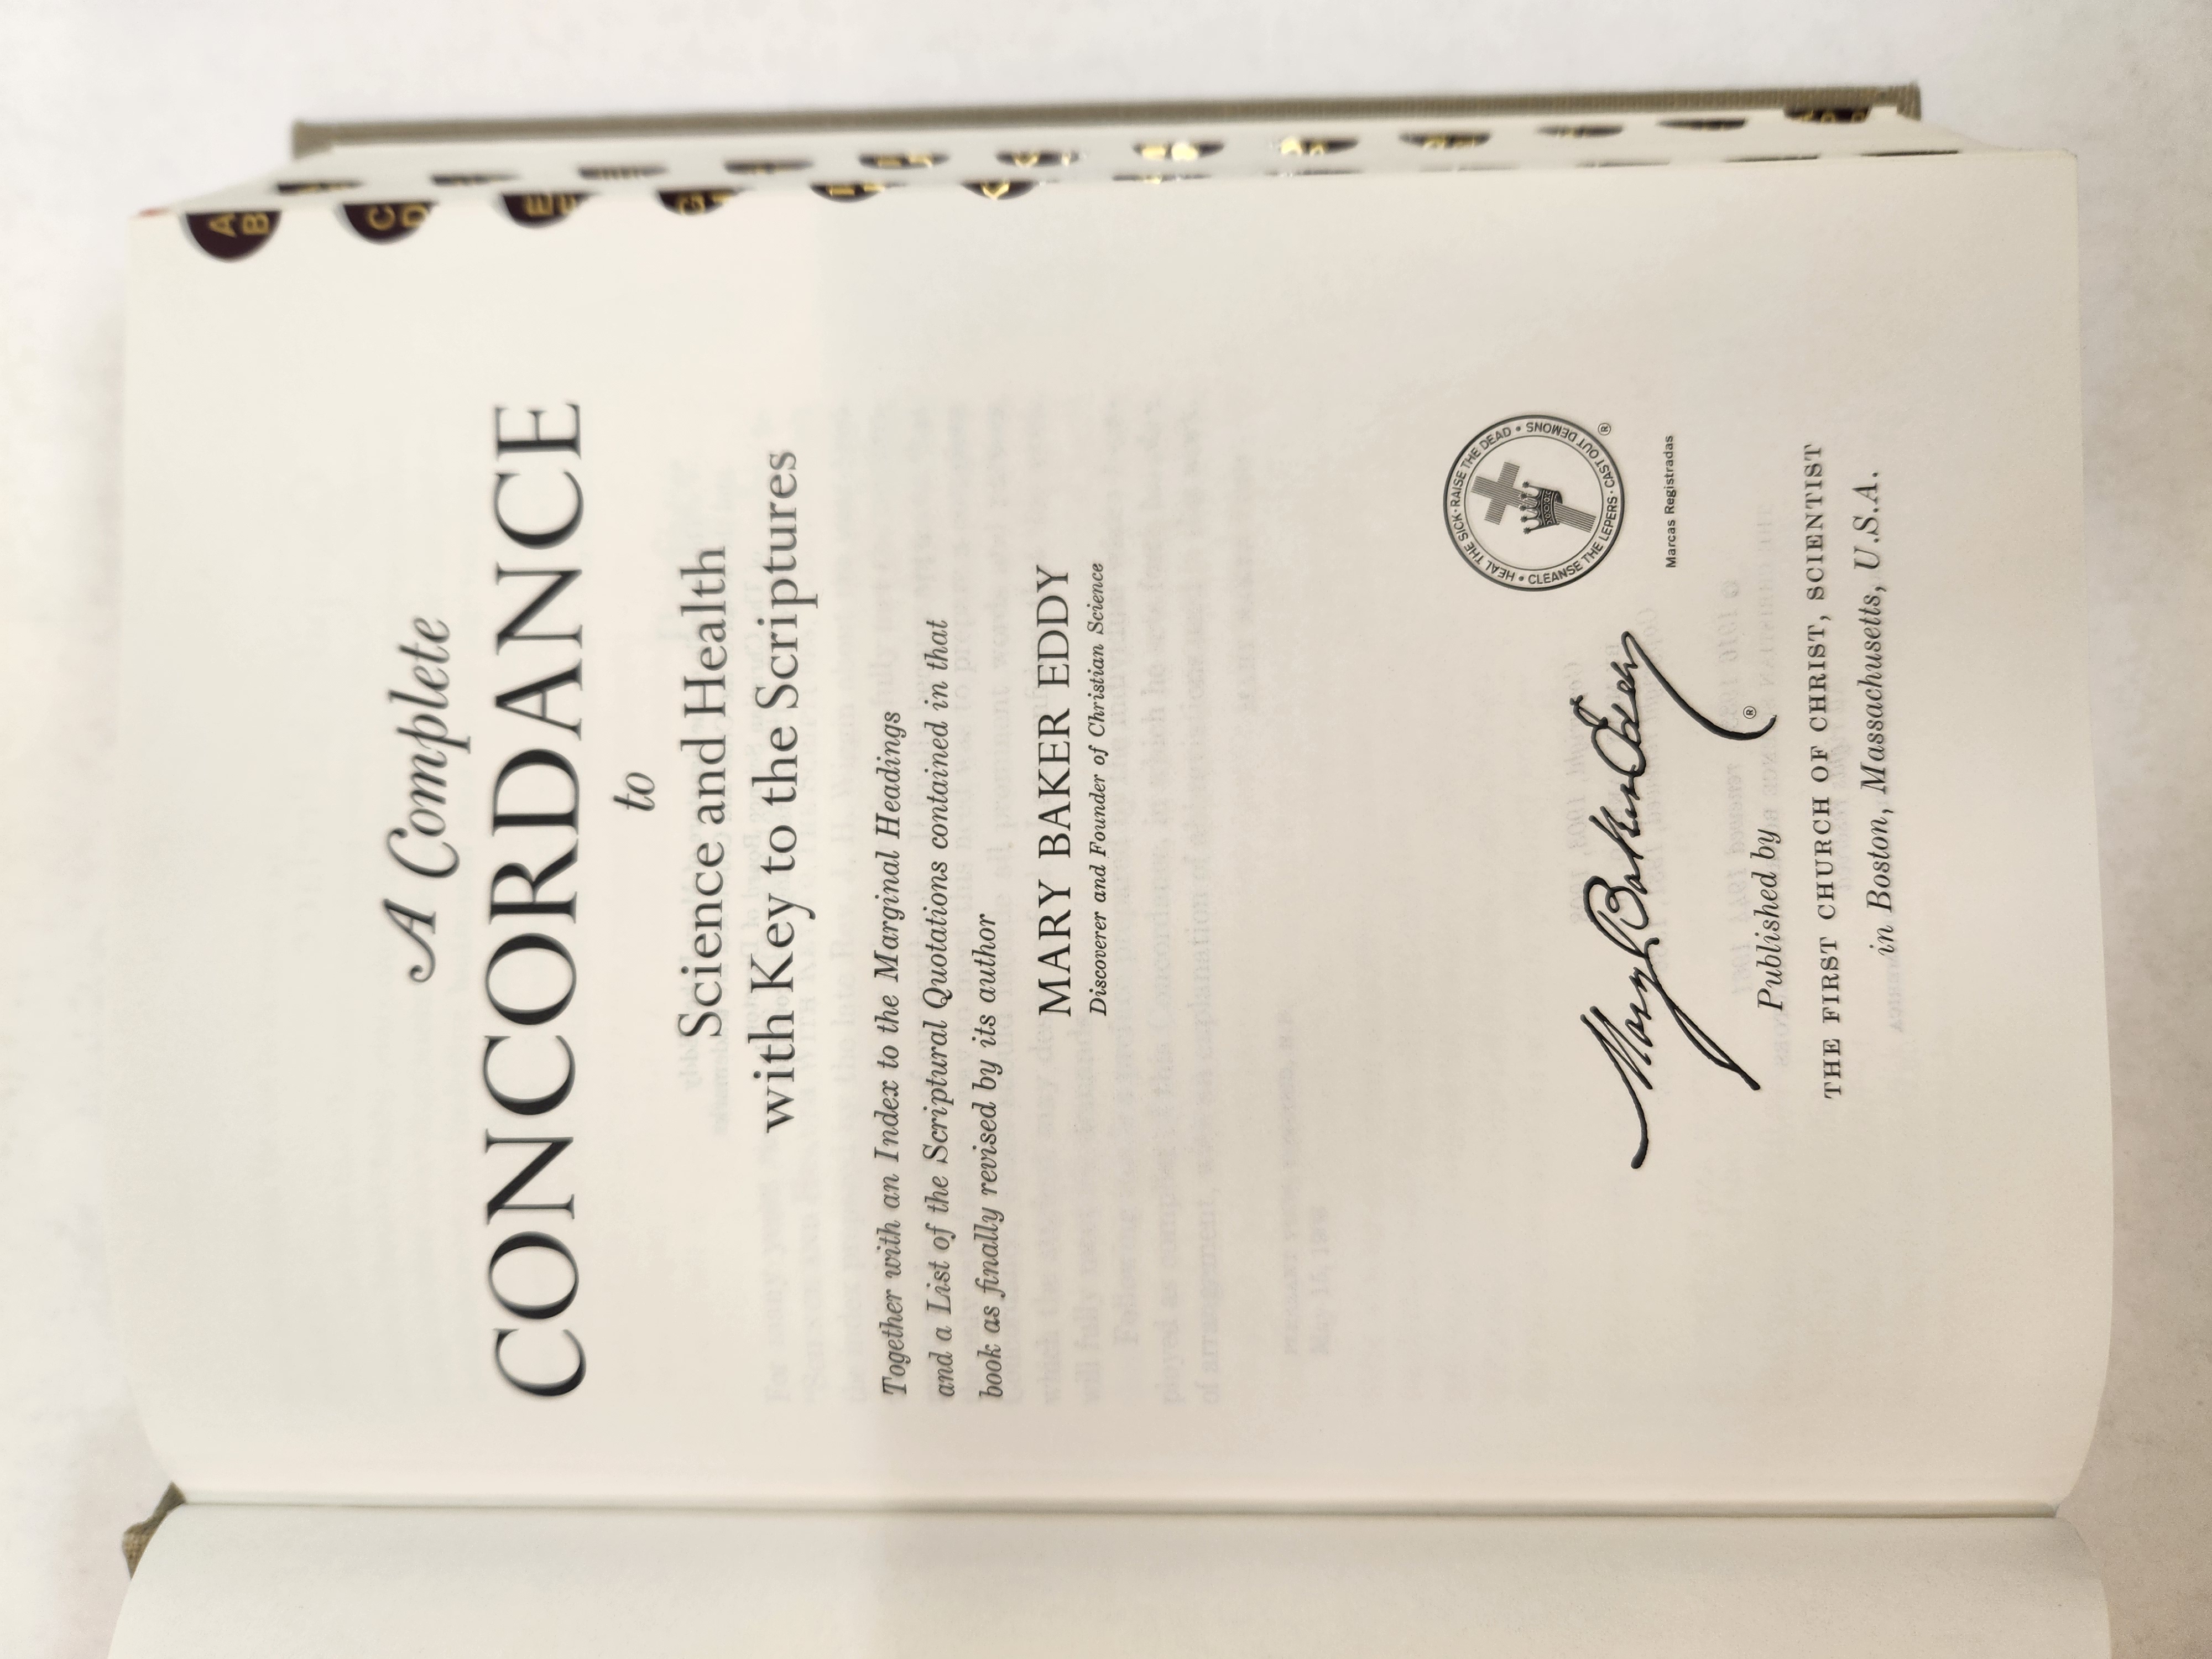 A Complete
CONCORDANCE
to
Science and Health
with Key to the Scriptures
Together with an Index to the Marginal Headings
and a List of the Scriptural Quotations contained in that
book as finally revised by its author
MARY BAKER EDDY
Discoverer and Founder of Christian Science
HEAL THE SICK • RAISE THE DEAD • CAST OUT DEMONS • CLEANSE THE LEPERS •
®
Marcas Registradas
Mary Baker Eddy
®
Published by
THE FIRST CHURCH OF CHRIST, SCIENTIST
in Boston, Massachusetts, U.S.A.
A
B
C
D
E